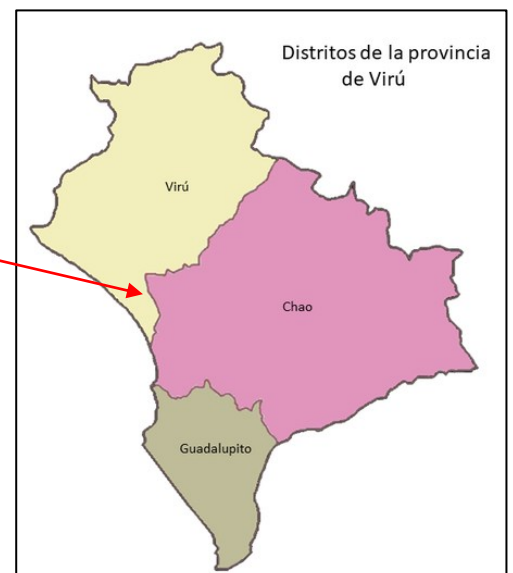 Distritos de la provincia
de Virú
Virú
Chao
Guadalupito